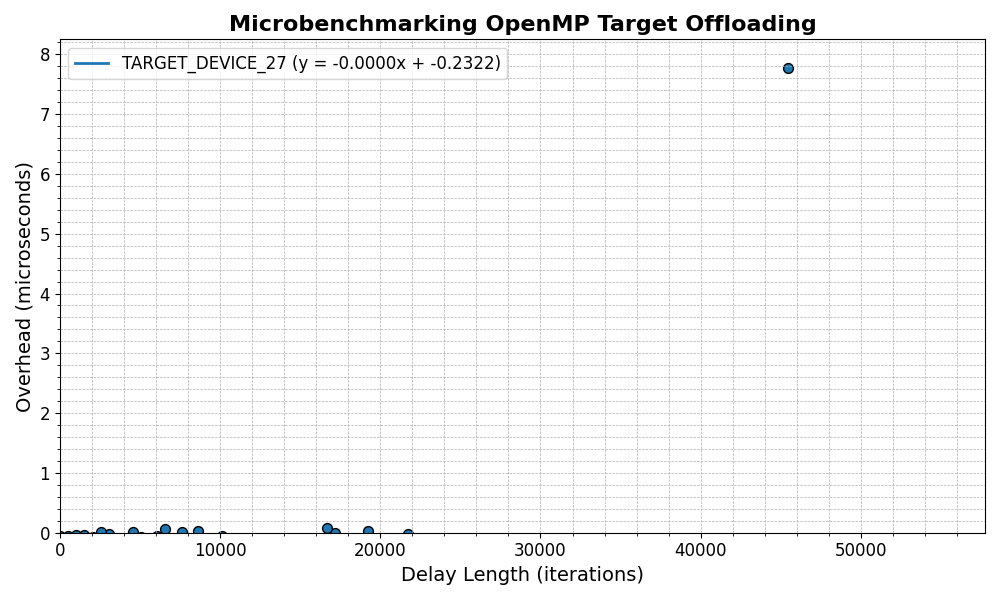 Microbenchmarking OpenMP Target Offloading
TARGET_DEVICE_27 (y = -0.0000x + -0.2322)
8
7
6
5
4
3
2
1
0
Overhead (microseconds)
0 10000 20000 30000 40000 50000
Delay Length (iterations)